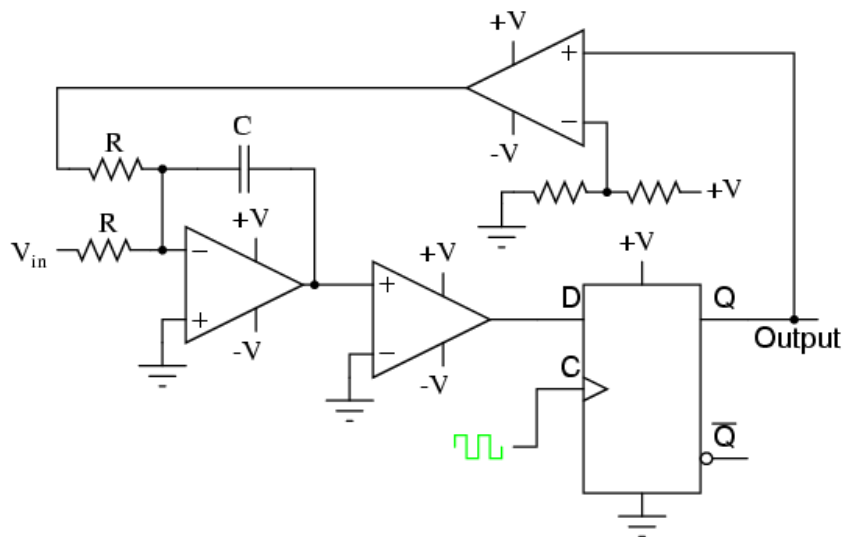 +V
+
−
-V
R
C
+V
R
+V
+V
+V
V_in
−
+
D
Q
+
-V
Output
−
C
-V
Q̅